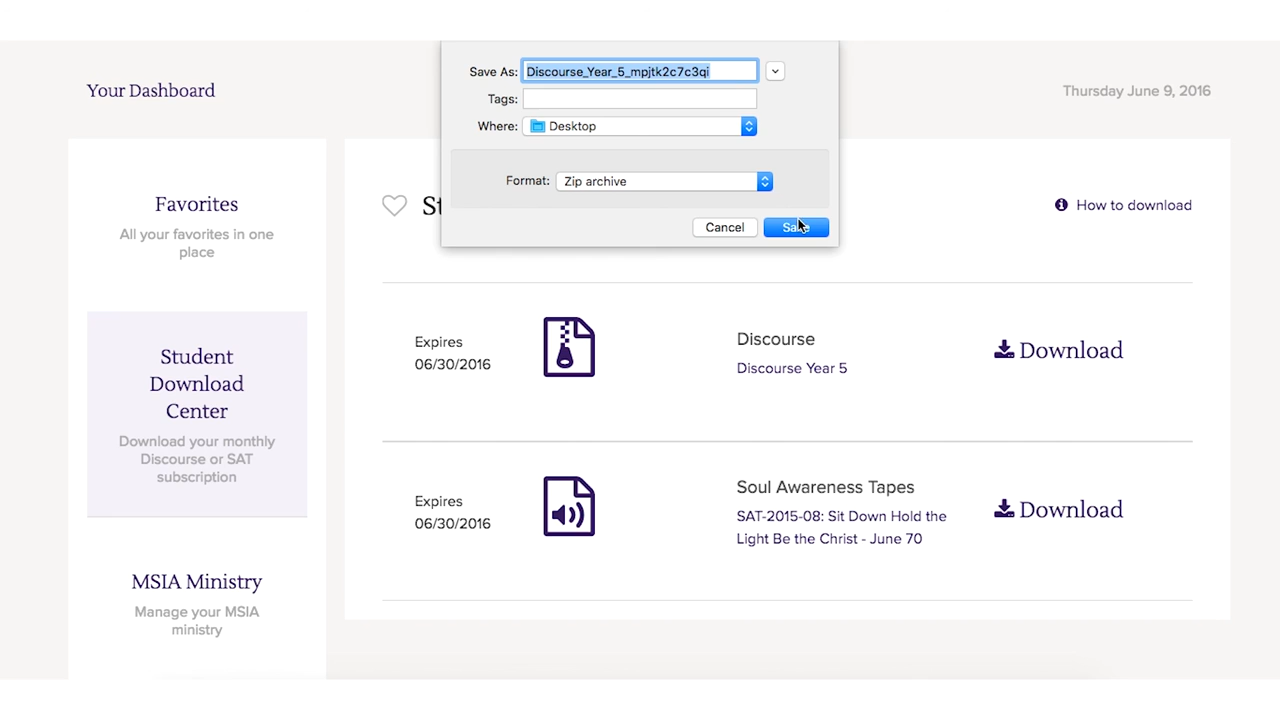 Save As: Discourse_Year_5_mpjtk2c7c3qi
Tags:
Where: Desktop
Format: Zip archive
Cancel
Your Dashboard
Thursday June 9, 2016
Favorites
All your favorites in one
place
Student
Download
Center
Download your monthly
Discourse or SAT
subscription
MSIA Ministry
Manage your MSIA
ministry
How to download
Expires
06/30/2016
Discourse
Discourse Year 5
Download
Expires
06/30/2016
Soul Awareness Tapes
SAT-2015-08: Sit Down Hold the
Light Be the Christ - June 70
Download